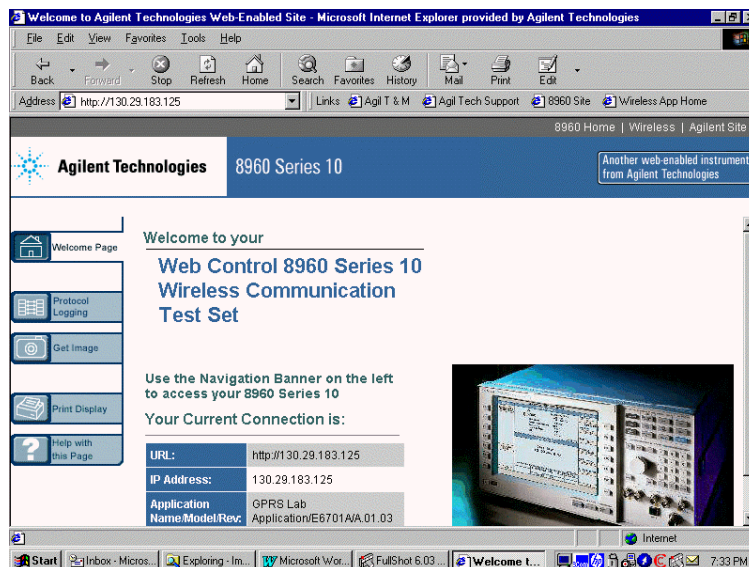 Welcome to Agilent Technologies Web-Enabled Site - Microsoft Internet Explorer provided by Agilent Technologies
File Edit View Favorites Tools Help
Back Forward Stop Refresh Home Search Favorites History Mail Print Edit
Address http://130.29.183.125 Links Agil T & M Agil Tech Support 8960 Site Wireless App Home
8960 Home | Wireless | Agilent Site
Agilent Technologies 8960 Series 10
Another web-enabled instrument
from Agilent Technologies
Welcome Page
Protocol
Logging
Get Image
Print Display
Help with
this Page
Welcome to your
Web Control 8960 Series 10
Wireless Communication
Test Set
Use the Navigation Banner on the left
to access your 8960 Series 10
Your Current Connection is:
URL: http://130.29.183.125
IP Address: 130.29.183.125
Application GPRS Lab
Name/Model/Rev: Application/E6701A/A.01.03
Internet
Start Inbox - Micros... Exploring - Im... Microsoft Wor... FullShot 6.03 ... Welcome t... 7:33 PM